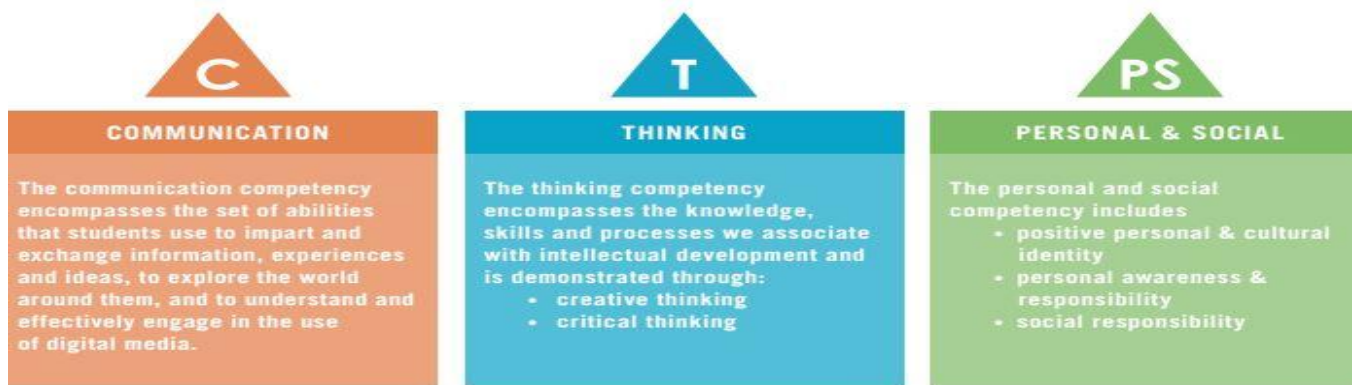 C
COMMUNICATION
The communication competency
encompasses the set of abilities
that students use to impart and
exchange information, experiences
and ideas, to explore the world
around them, and to understand and
effectively engage in the use
of digital media.
T
THINKING
The thinking competency
encompasses the knowledge,
skills and processes we associate
with intellectual development and
is demonstrated through:
• creative thinking
• critical thinking
PS
PERSONAL & SOCIAL
The personal and social
competency includes
• positive personal & cultural
identity
• personal awareness &
responsibility
• social responsibility